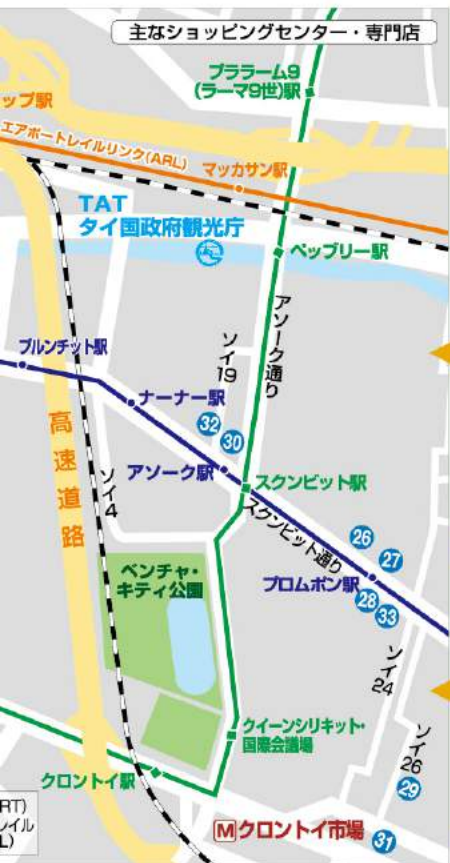 主なショッピングセンター・専門店
プララーム9
(ラーマ9世)駅
ップ駅
エアポートレイルリンク(ARL)
マッカサン駅
TAT
タイ国政府観光庁
ペッブリー駅
アソーク通り
ソイ19
プルンチット駅
ナーナー駅
32
30
高速道路
ソイ4
アソーク駅
スクンビット駅
スクンビット通り
26
27
ベンチャ・
キティ公園
プロムポン駅
28
33
ソイ24
クイーンシリキット・
国際会議場
ソイ26
29
クロントイ駅
RT)
レイル
L)
Mクロントイ市場
31